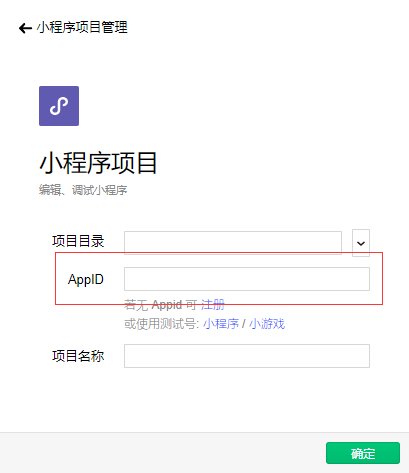 小程序项目管理
小程序项目
编辑、调试小程序
项目目录
AppID
若无 Appid 可 注册
或使用测试号: 小程序 / 小游戏
项目名称
确定